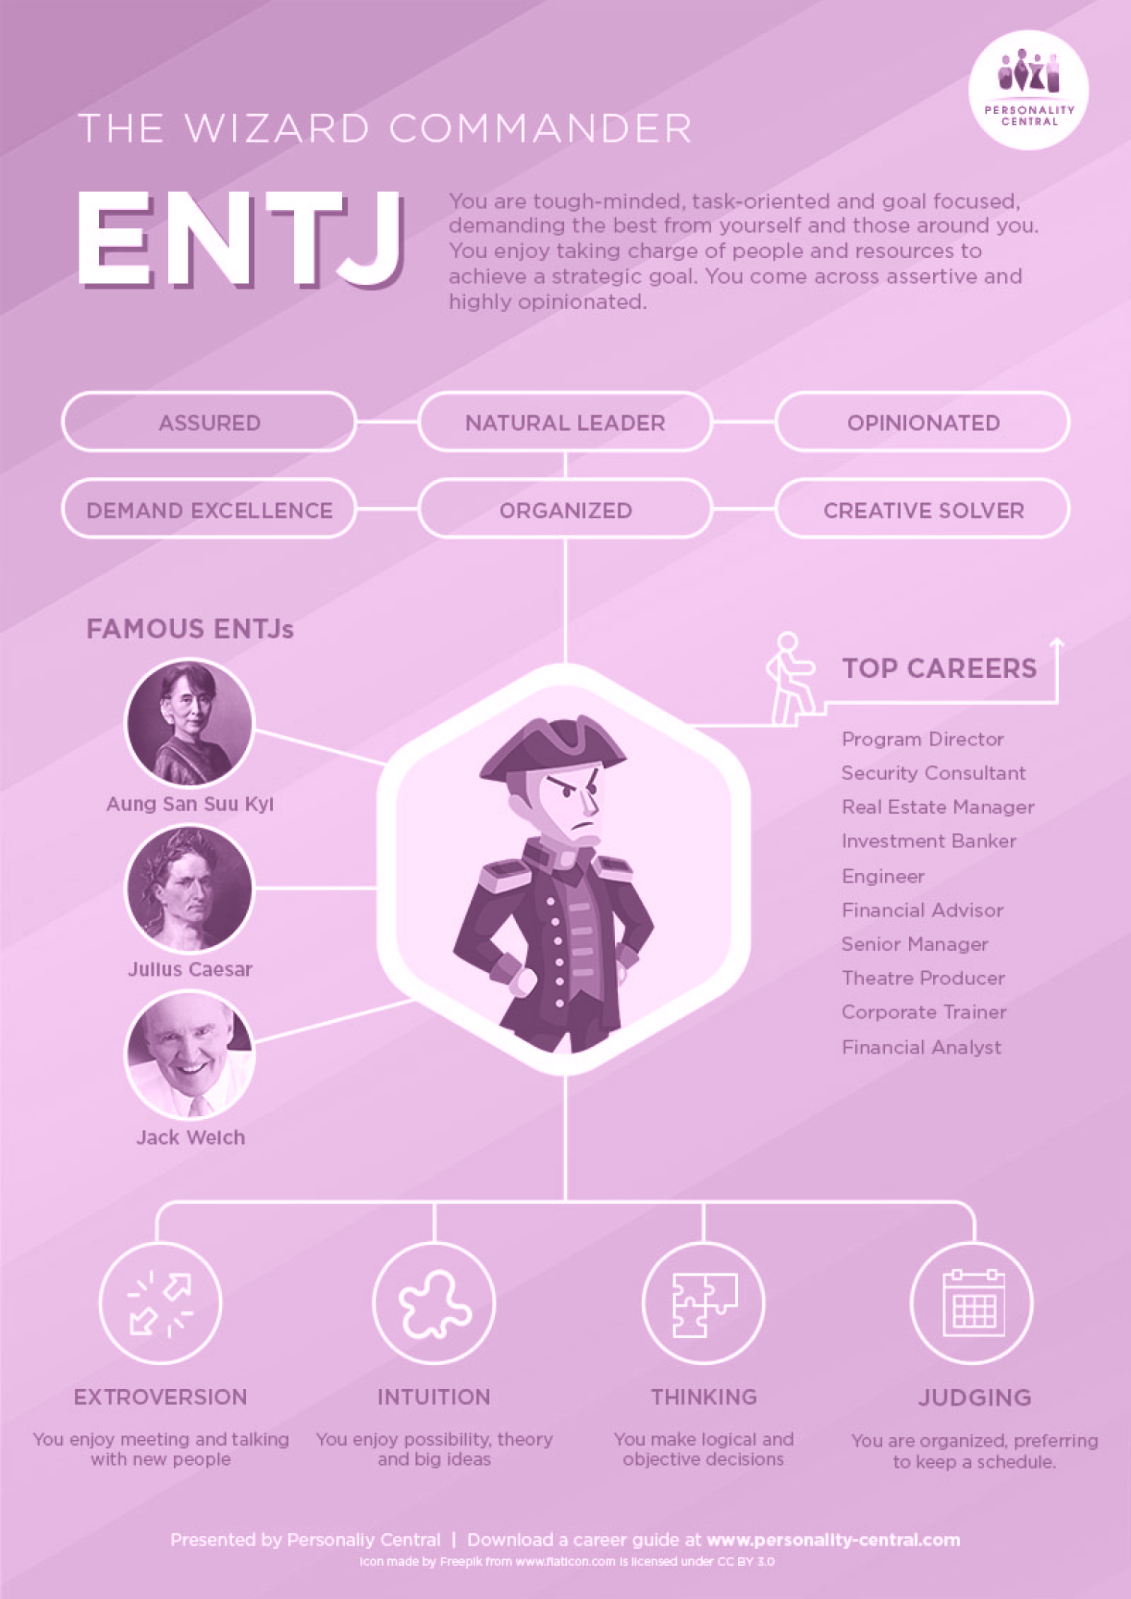 PERSONALITY
CENTRAL
THE WIZARD COMMANDER
ENTJ
You are tough-minded, task-oriented and goal focused,
demanding the best from yourself and those around you.
You enjoy taking charge of people and resources to
achieve a strategic goal. You come across assertive and
highly opinionated.
ASSURED
NATURAL LEADER
OPINIONATED
DEMAND EXCELLENCE
ORGANIZED
CREATIVE SOLVER
FAMOUS ENTJs
Aung San Suu Kyi
Julius Caesar
Jack Welch
TOP CAREERS
Program Director
Security Consultant
Real Estate Manager
Investment Banker
Engineer
Financial Advisor
Senior Manager
Theatre Producer
Corporate Trainer
Financial Analyst
EXTROVERSION
You enjoy meeting and talking
with new people
INTUITION
You enjoy possibility, theory
and big ideas
THINKING
You make logical and
objective decisions
JUDGING
You are organized, preferring
to keep a schedule.
Presented by Personaliy Central | Download a career guide at www.personality-central.com
Icon made by Freepik from www.flaticon.com is licensed under CC BY 3.0